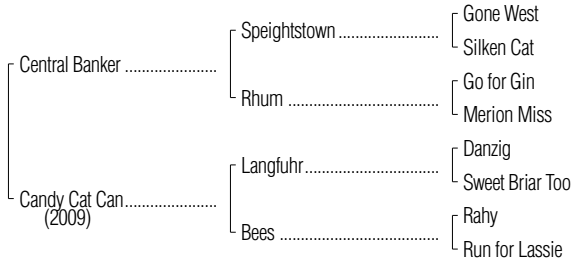 Gone West
Speightstown
Silken Cat
Central Banker
Go for Gin
Rhum
Merion Miss
Danzig
Langfuhr
Sweet Briar Too
Candy Cat Can
(2009)
Rahy
Bees
Run for Lassie